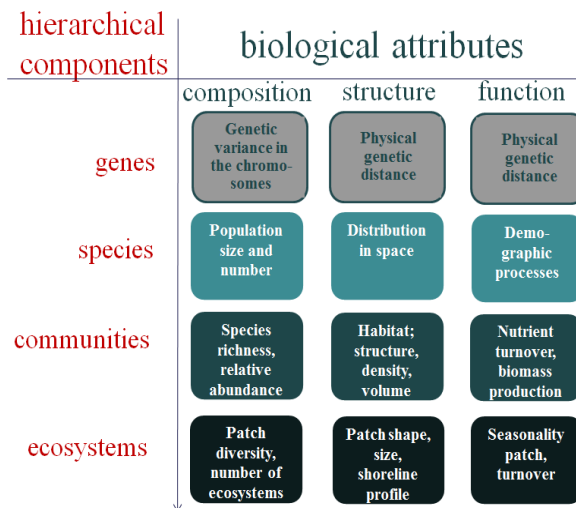 hierarchical
components
biological attributes
composition
structure
function
genes
Genetic
variance in
the chromo-
somes
Physical
genetic
distance
Physical
genetic
distance
species
Population
size and
number
Distribution
in space
Demo-
graphic
processes
communities
Species
richness,
relative
abundance
Habitat;
structure,
density,
volume
Nutrient
turnover,
biomass
production
ecosystems
Patch
diversity,
number of
ecosystems
Patch shape,
size,
shoreline
profile
Seasonality
patch,
turnover